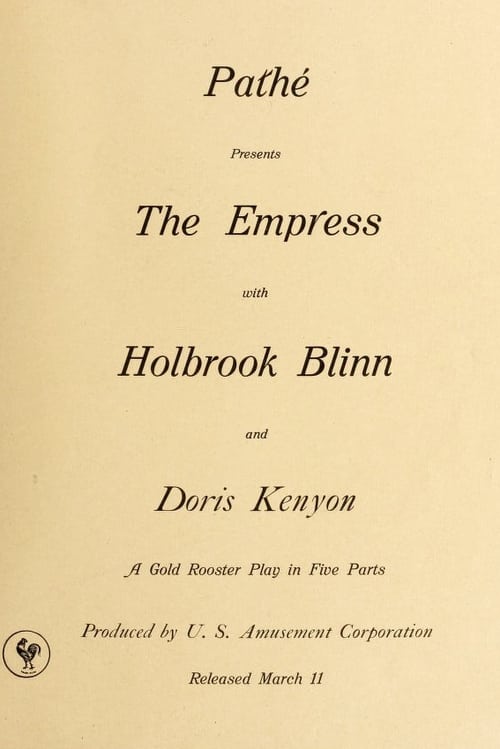 Pathé
Presents
The Empress
with
Holbrook Blinn
and
Doris Kenyon
A Gold Rooster Play in Five Parts
Produced by U. S. Amusement Corporation
Released March 11